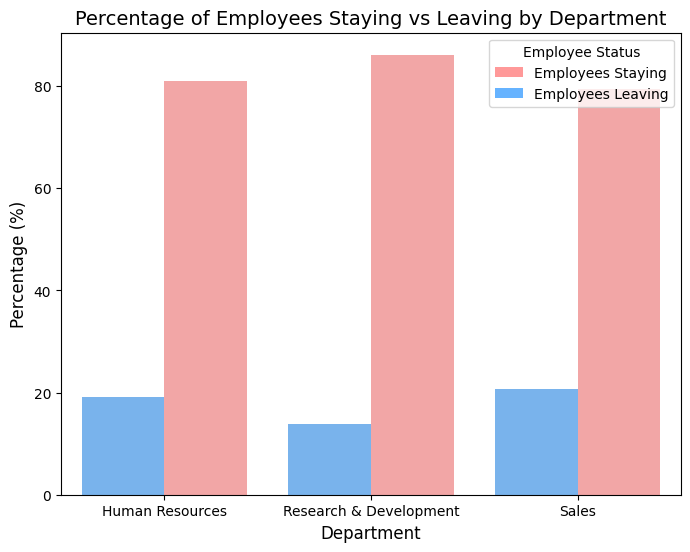 Percentage of Employees Staying vs Leaving by Department
Employee Status
Employees Staying
Employees Leaving
Percentage (%)
80
60
40
20
0
Human Resources
Research & Development
Sales
Department